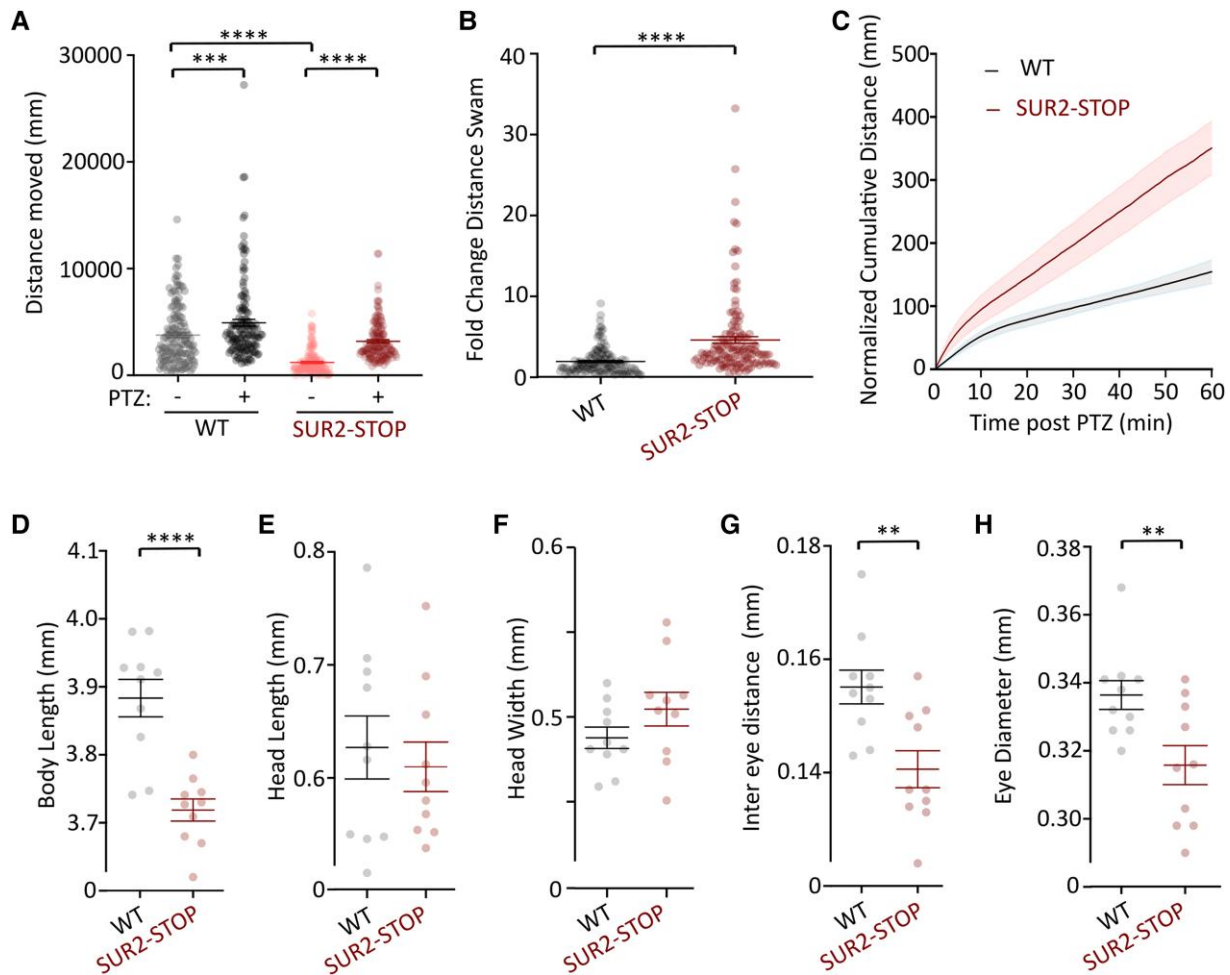 A
Distance moved (mm)
30000
20000
10000
0
****
***
****
PTZ:
-
+
-
+
WT
SUR2-STOP
B
Fold Change Distance Swam
40
30
20
10
0
****
WT
SUR2-STOP
C
Normalized Cumulative Distance (mm)
500
400
300
200
100
0
WT
SUR2-STOP
0 10 20 30 40 50 60
Time post PTZ (min)
D
Body Length (mm)
4.1
4.0
3.9
3.8
3.7
0
****
WT
SUR2-STOP
E
Head Length (mm)
0.8
0.7
0.6
0
WT
SUR2-STOP
F
Head Width (mm)
0.6
0.5
0
WT
SUR2-STOP
G
Inter eye distance (mm)
0.18
0.16
0.14
0
**
WT
SUR2-STOP
H
Eye Diameter (mm)
0.38
0.36
0.34
0.32
0.30
0
**
WT
SUR2-STOP